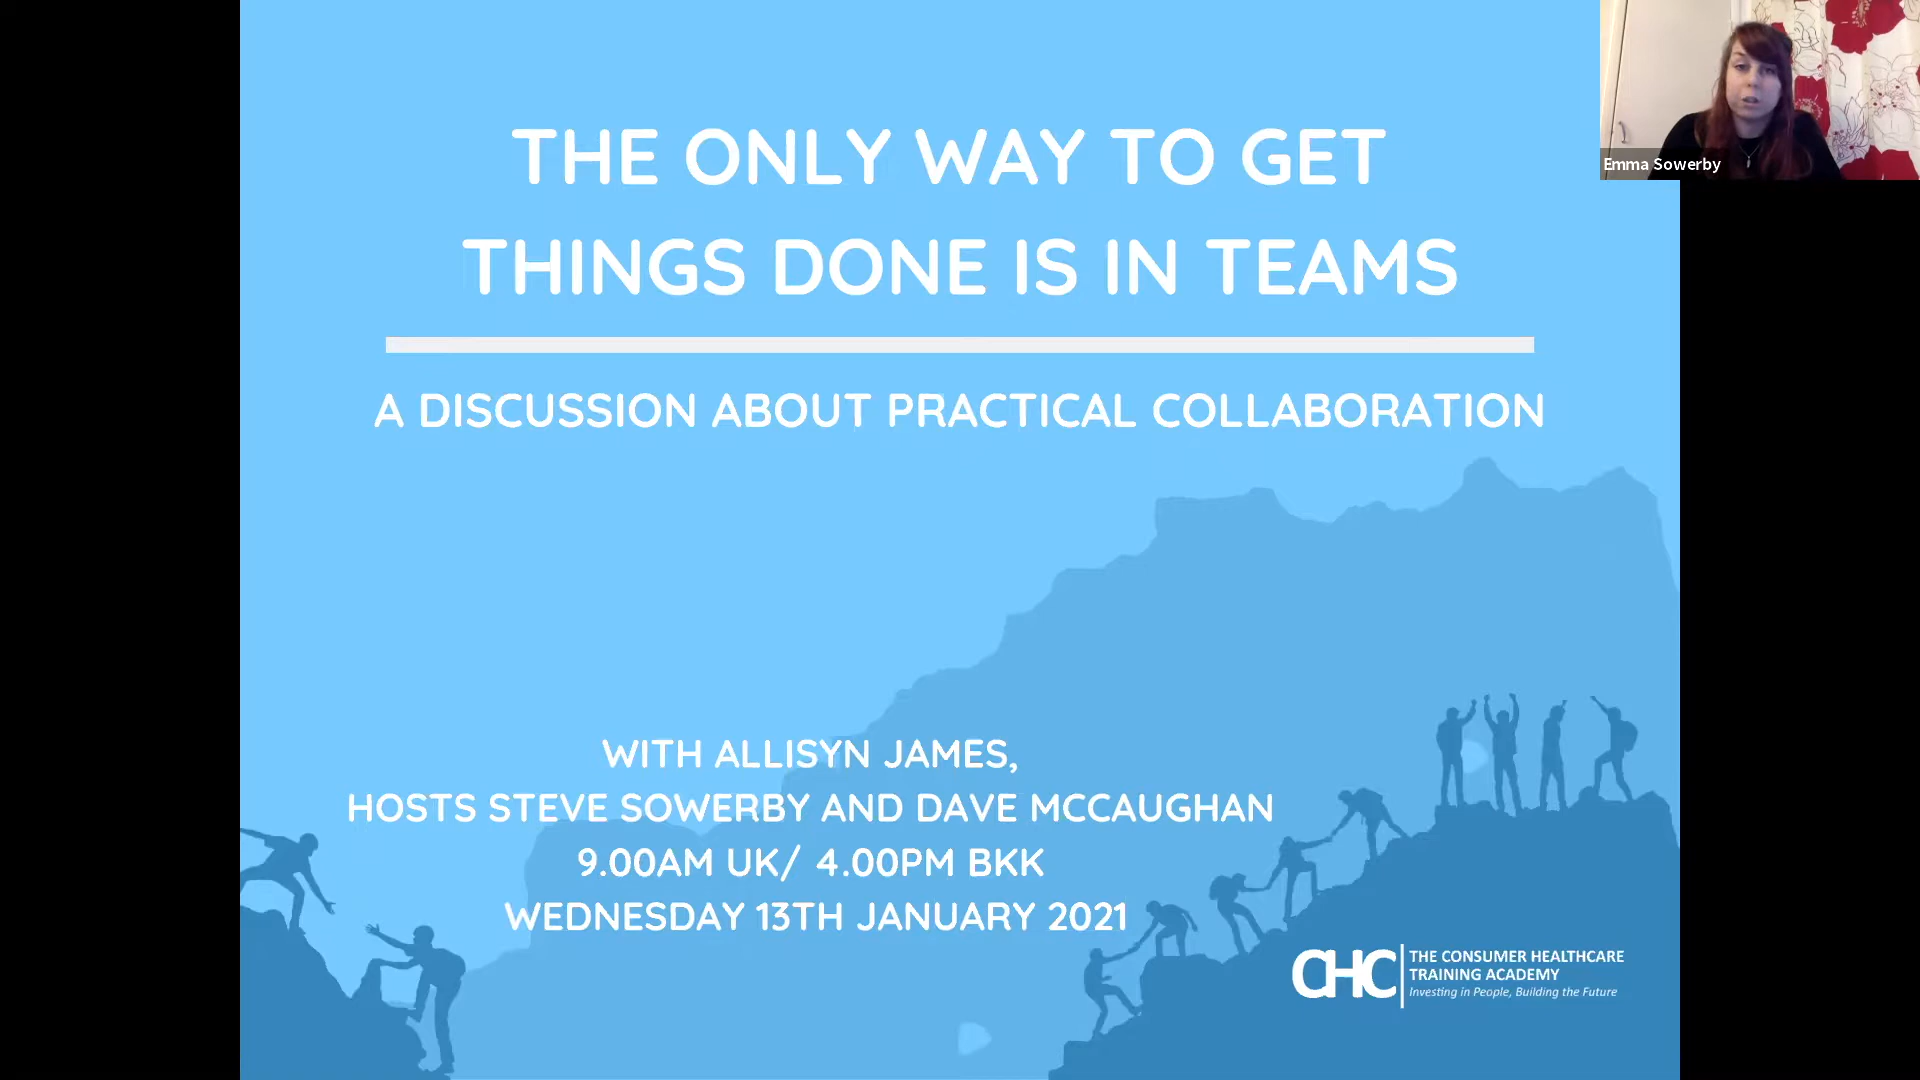 THE ONLY WAY TO GET
THINGS DONE IS IN TEAMS
A DISCUSSION ABOUT PRACTICAL COLLABORATION
WITH ALLISYN JAMES,
HOSTS STEVE SOWERBY AND DAVE MCCAUGHAN
9.00AM UK/ 4.00PM BKK
WEDNESDAY 13TH JANUARY 2021
CHC
THE CONSUMER HEALTHCARE
TRAINING ACADEMY
Investing in People, Building the Future
Emma Sowerby